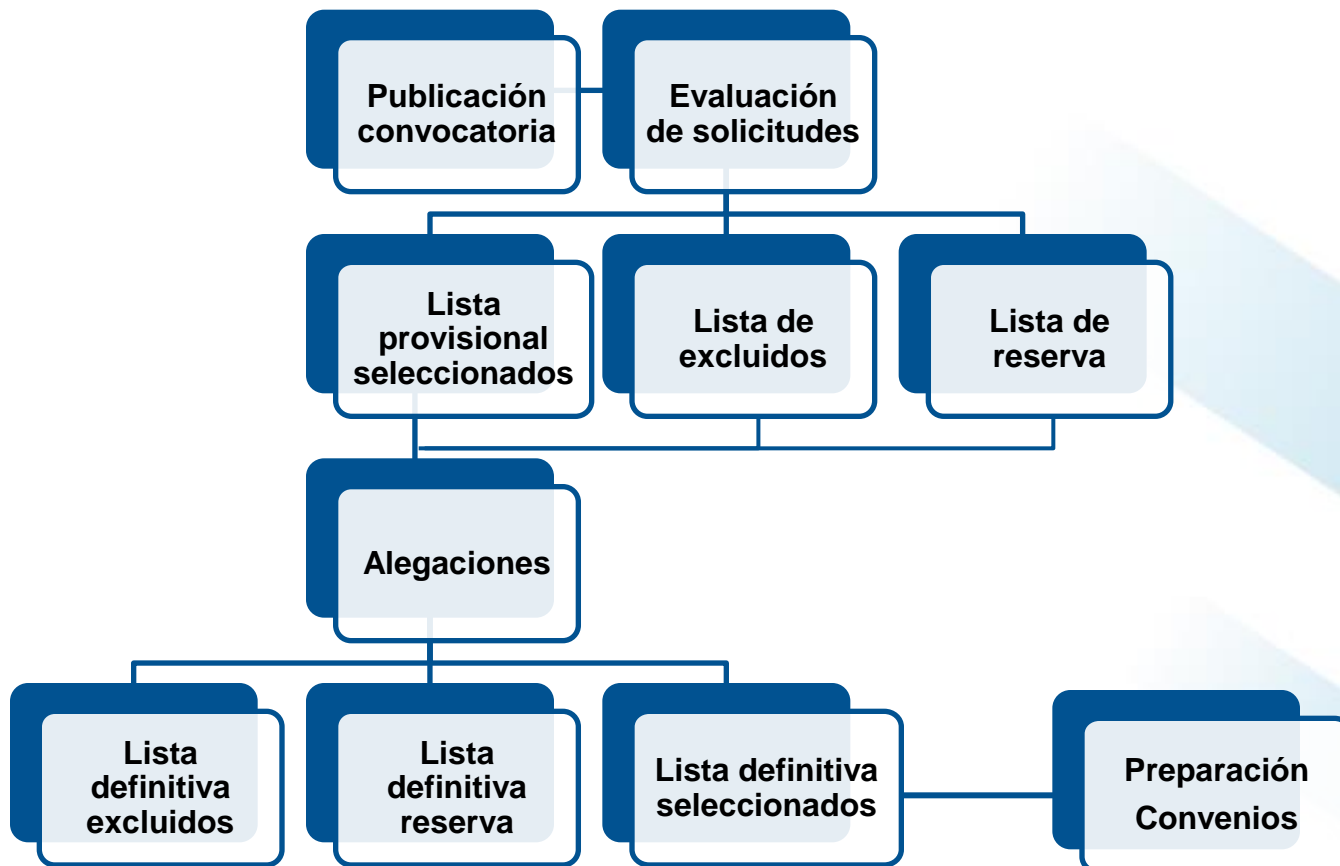 Publicación
convocatoria
Evaluación
de solicitudes
Lista
provisional
seleccionados
Lista de
excluidos
Lista de
reserva
Alegaciones
Lista
definitiva
excluidos
Lista
definitiva
reserva
Lista definitiva
seleccionados
Preparación
Convenios